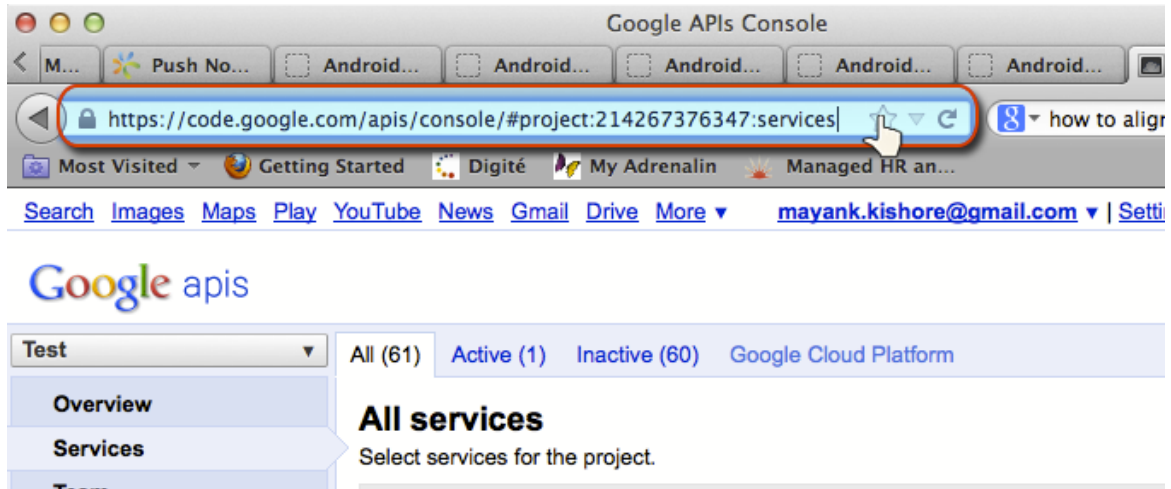 Google APIs Console
M... Push No... Android... Android... Android... Android... Android...
https://code.google.com/apis/console/#project:214267376347:services 8 how to align
Most Visited Getting Started Digité My Adrenalin Managed HR an...
Search Images Maps Play YouTube News Gmail Drive More ▼ mayank.kishore@gmail.com ▼ | Setti
Google apis
Test ▼ All (61) Active (1) Inactive (60) Google Cloud Platform
Overview
All services
Services
Select services for the project.
Team